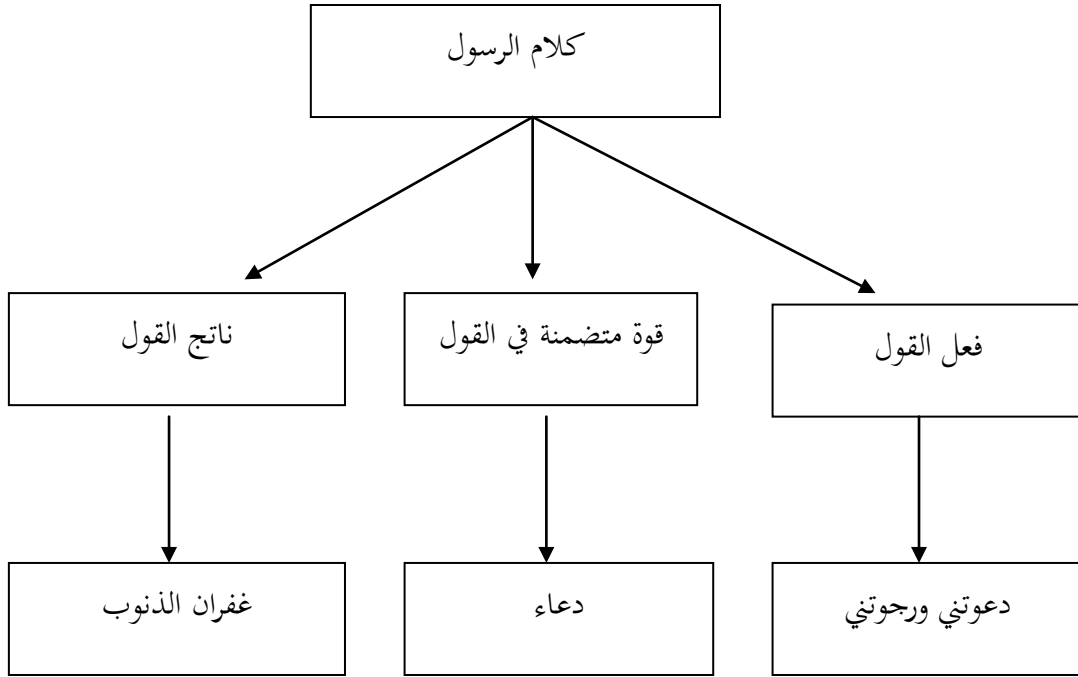 كلام الرسول
فعل القول
قوة متضمنة في القول
ناتج القول
دعوتني ورجوتني
دعاء
غفران الذنوب